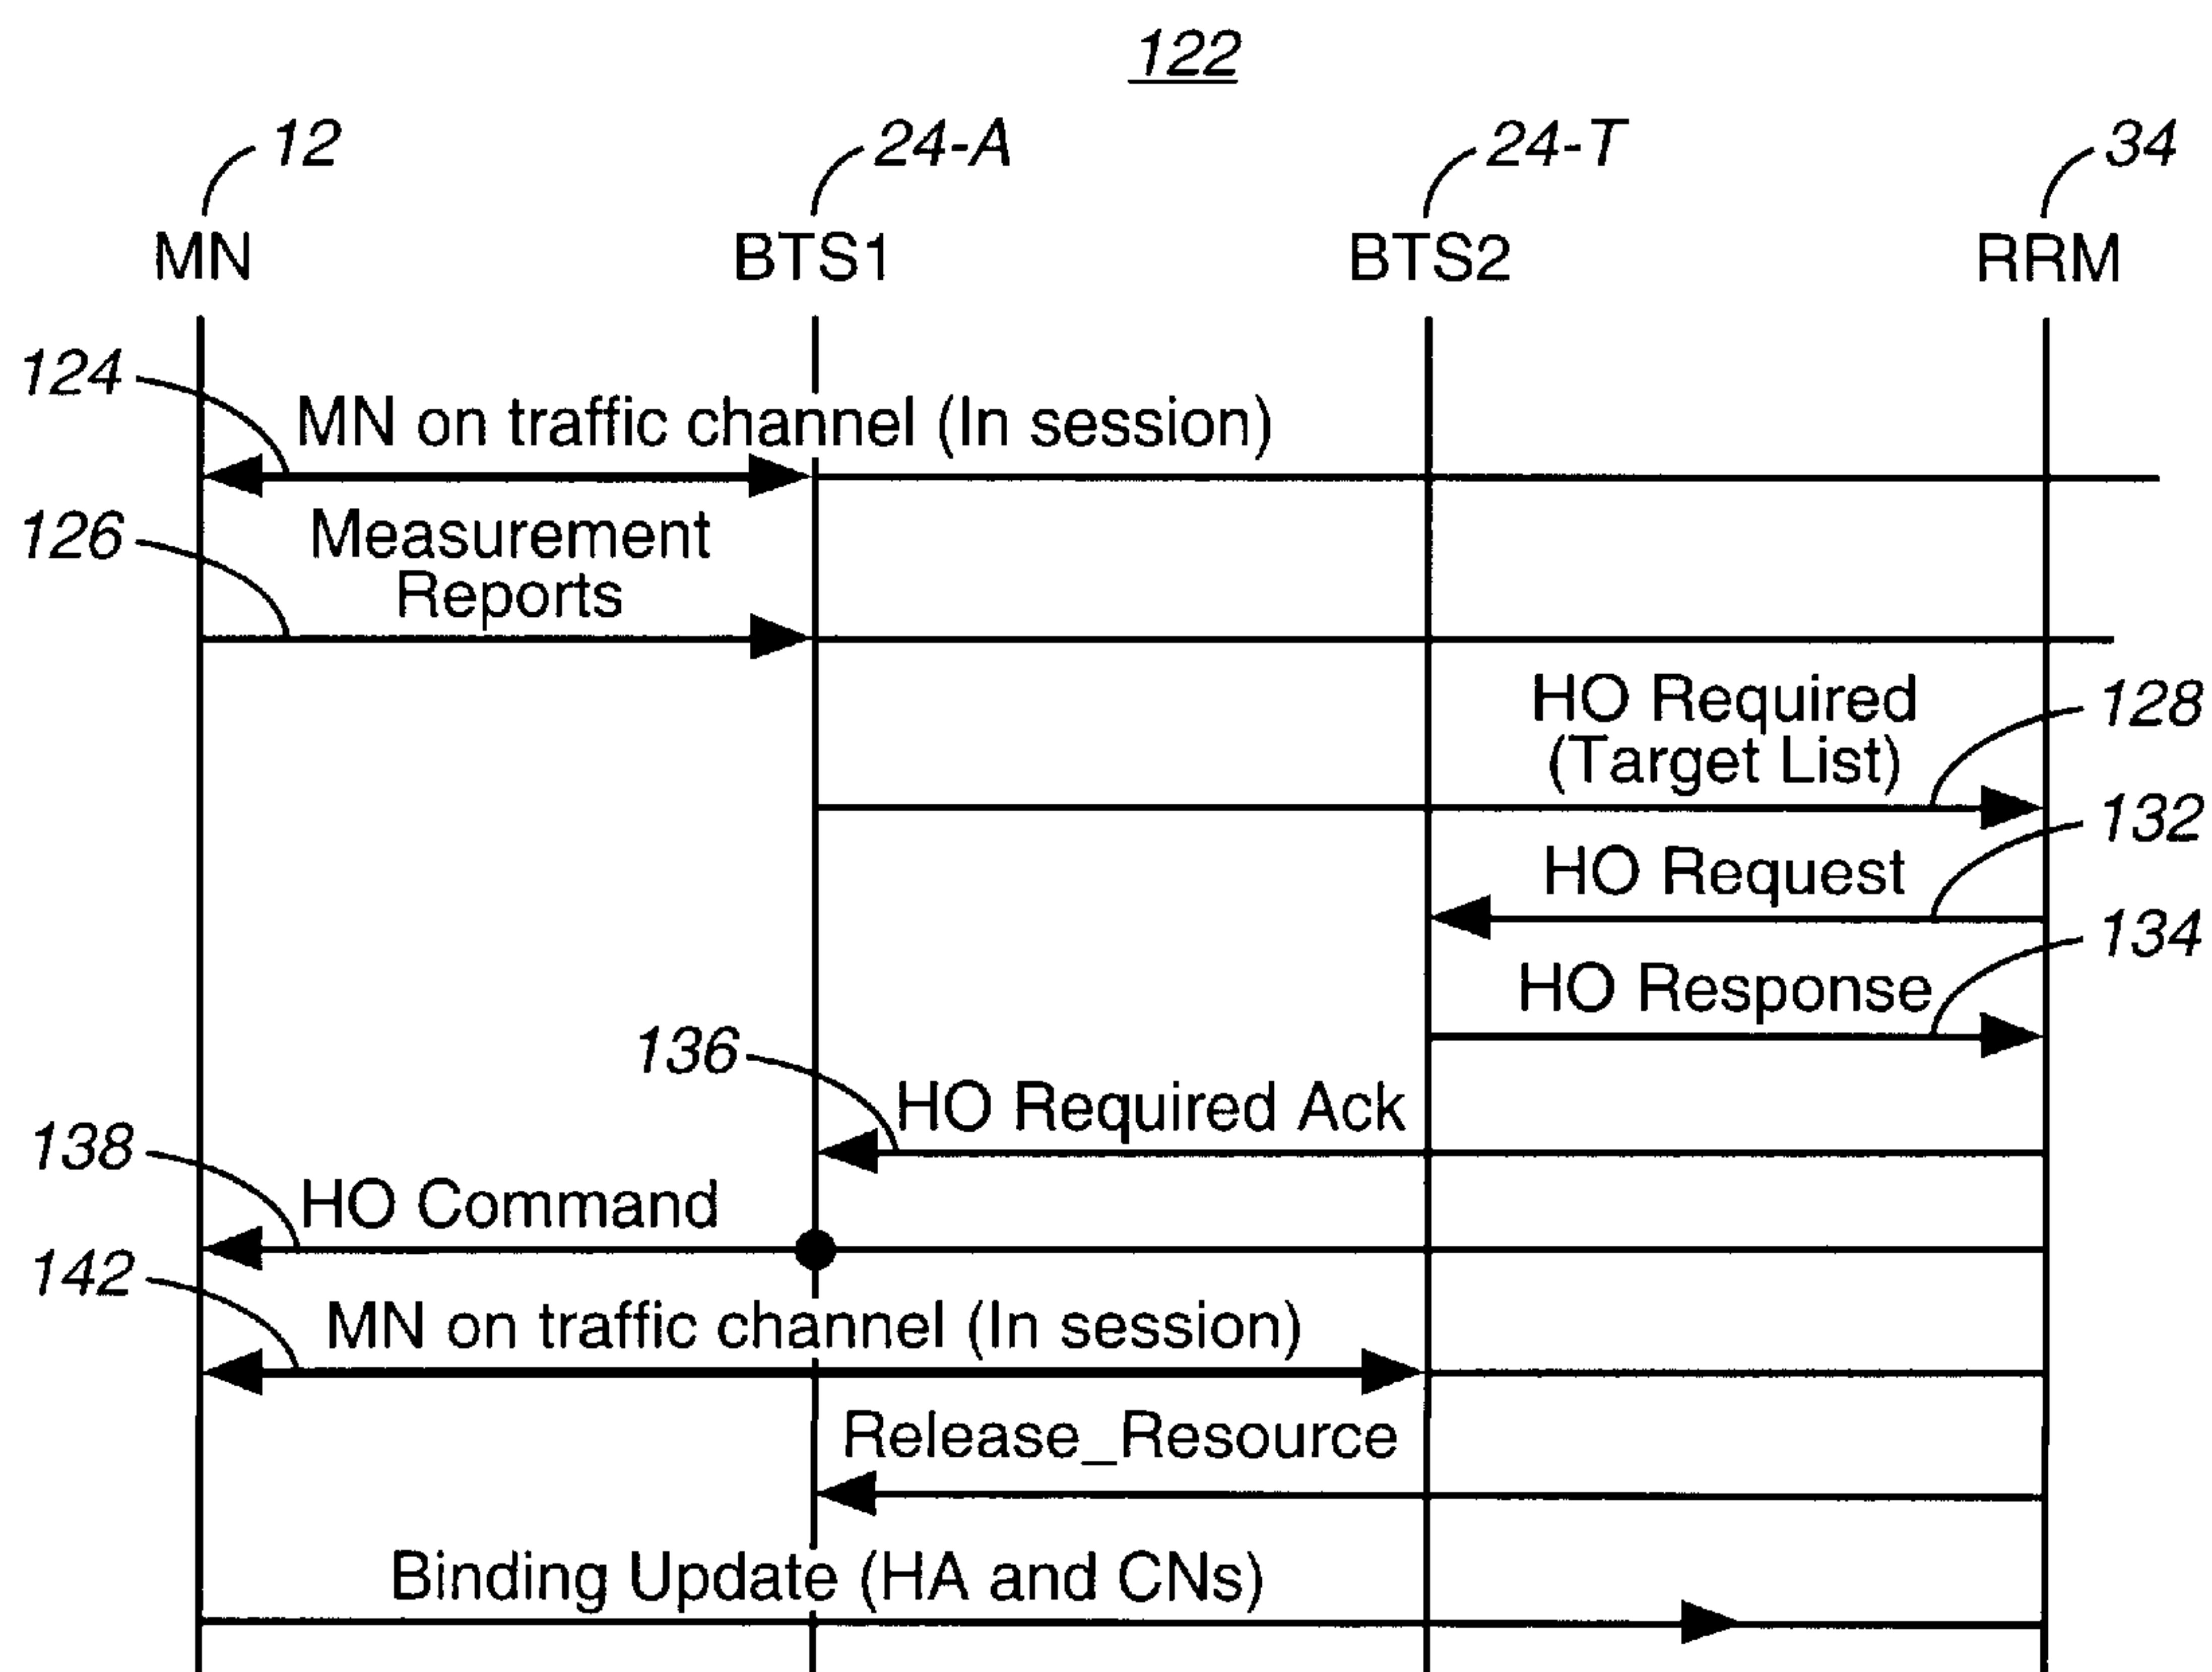 122
12
24-A
24-T
34
MN
BTS1
BTS2
RRM
124
MN on traffic channel (In session)
126
Measurement
Reports
HO Required
(Target List)
128
132
HO Request
134
HO Response
136
HO Required Ack
138
HO Command
142
MN on traffic channel (In session)
Release_Resource
Binding Update (HA and CNs)